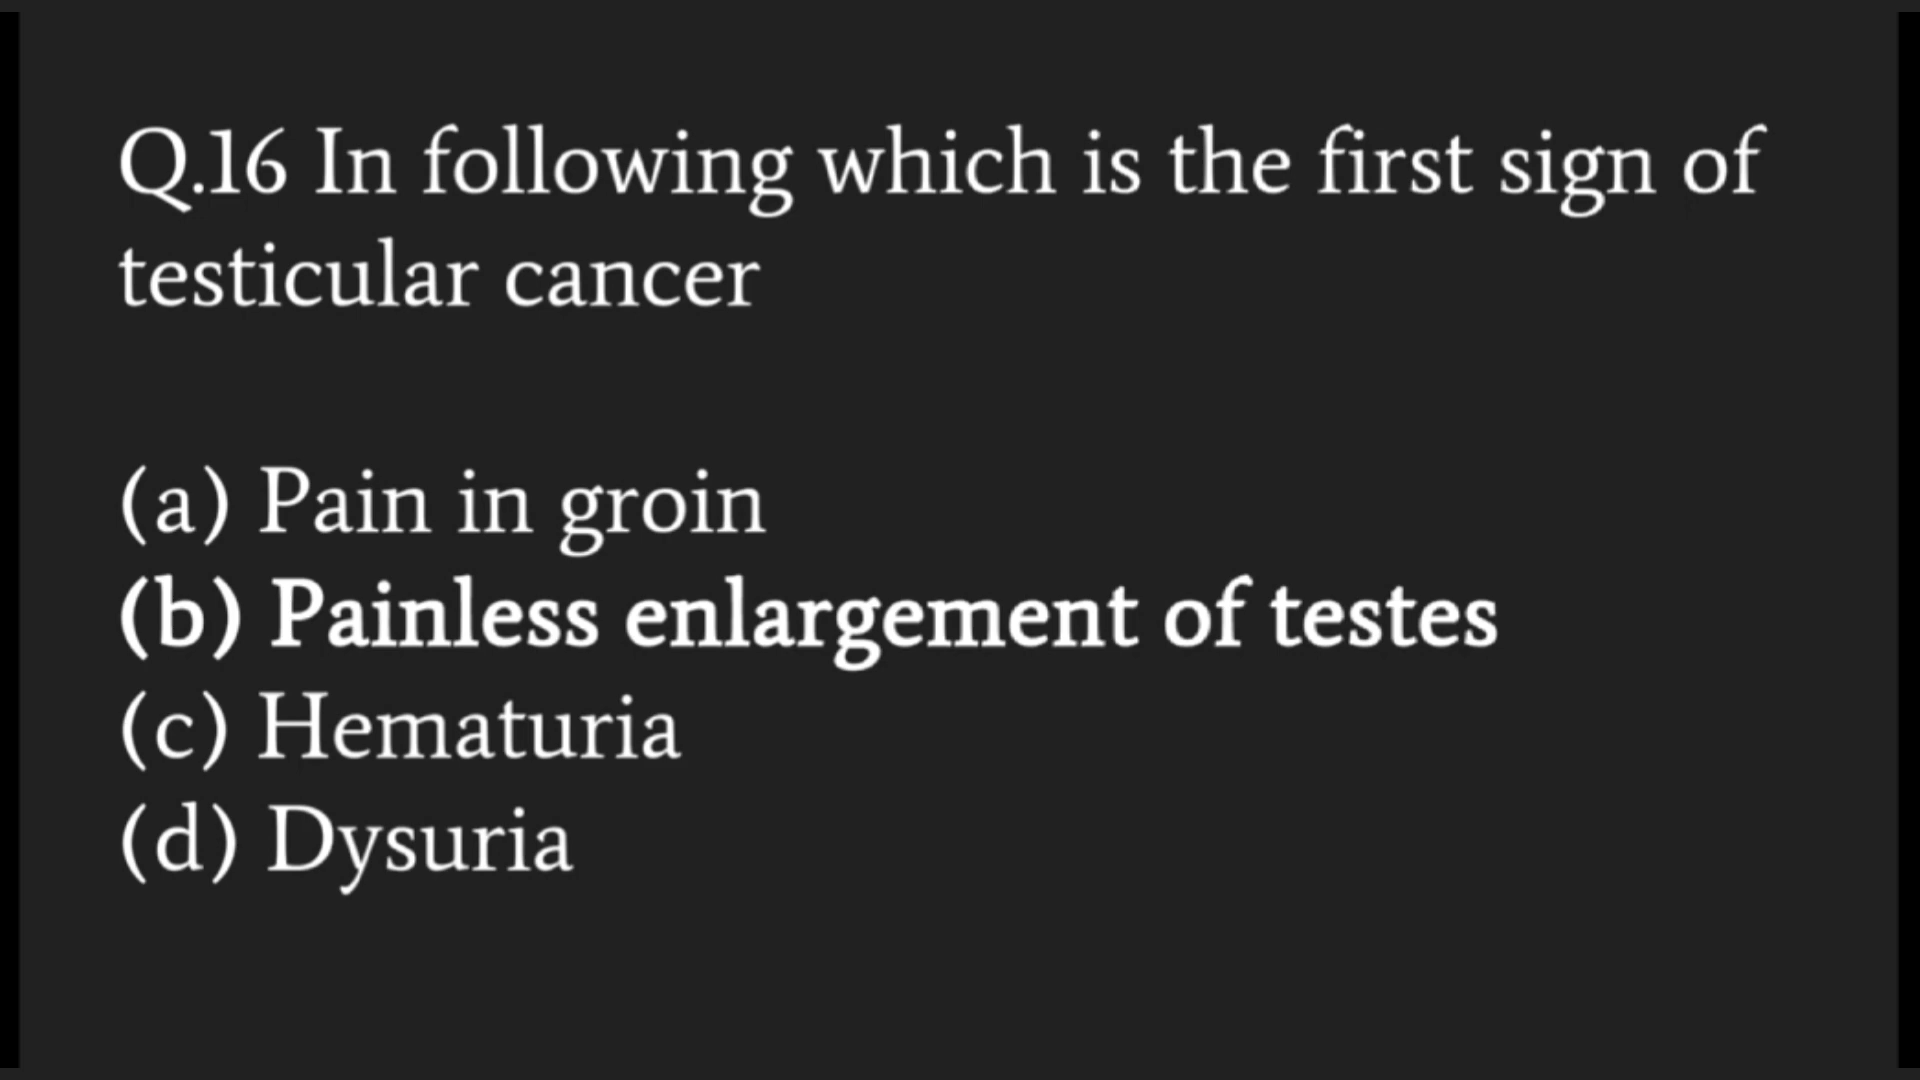 Q.16 In following which is the first sign of
testicular cancer
(a) Pain in groin
(b) Painless enlargement of testes
(c) Hematuria
(d) Dysuria